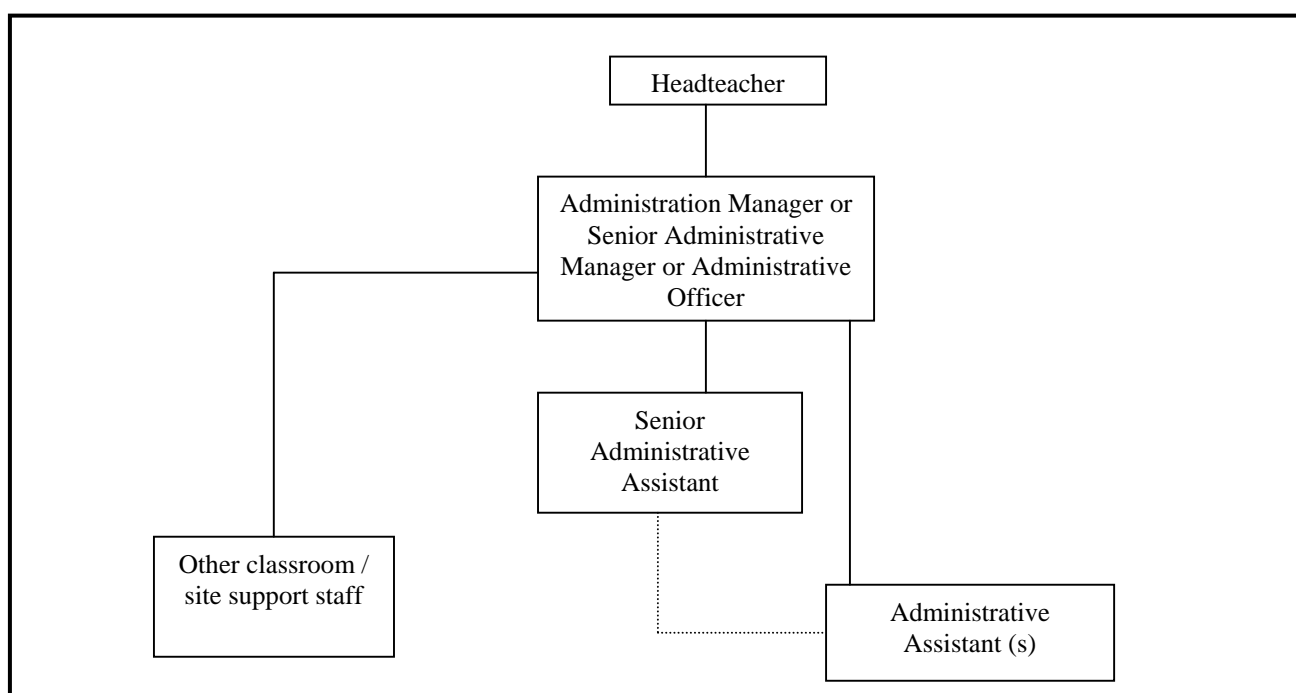 Headteacher
Administration Manager or
Senior Administrative
Manager or Administrative
Officer
Senior
Administrative
Assistant
Other classroom /
site support staff
Administrative
Assistant (s)